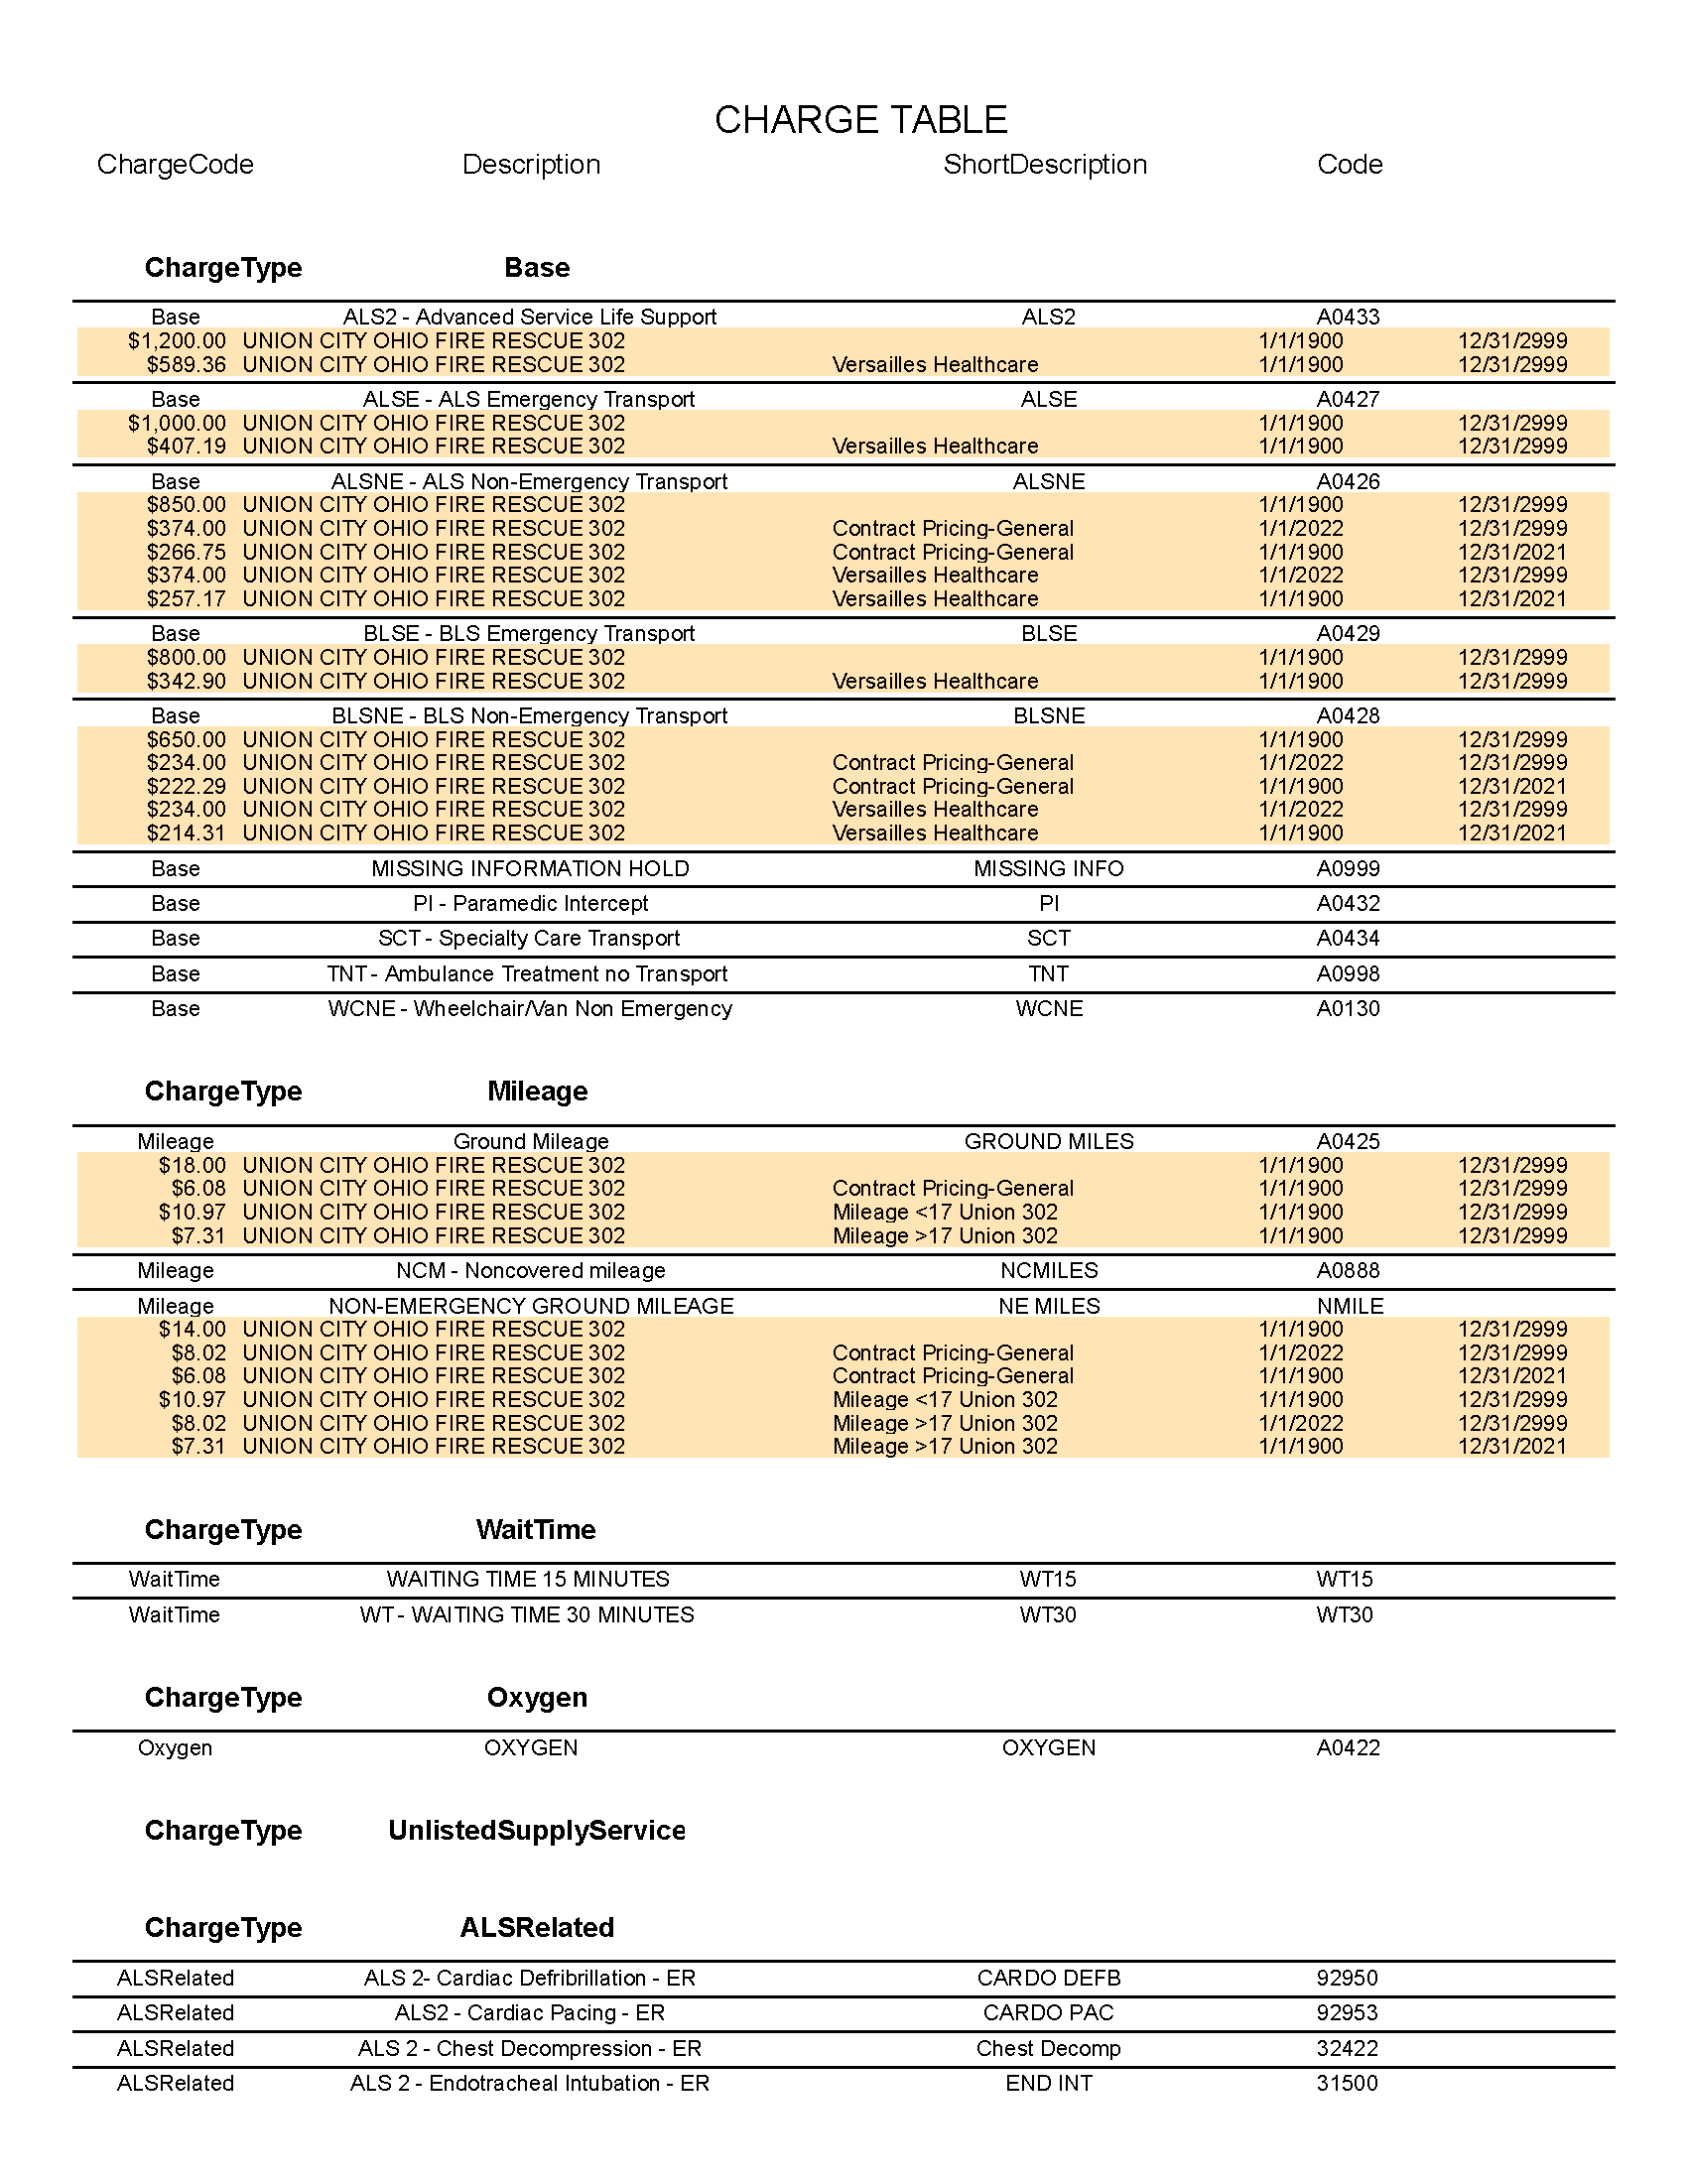 CHARGE TABLE
ChargeCode Description ShortDescription Code
ChargeType Base
Base ALS2 - Advanced Service Life Support ALS2 A0433
$1,200.00 UNION CITY OHIO FIRE RESCUE 302 1/1/1900 12/31/2999
$589.36 UNION CITY OHIO FIRE RESCUE 302 Versailles Healthcare 1/1/1900 12/31/2999
Base ALSE - ALS Emergency Transport ALSE A0427
$1,000.00 UNION CITY OHIO FIRE RESCUE 302 1/1/1900 12/31/2999
$407.19 UNION CITY OHIO FIRE RESCUE 302 Versailles Healthcare 1/1/1900 12/31/2999
Base ALSNE - ALS Non-Emergency Transport ALSNE A0426
$850.00 UNION CITY OHIO FIRE RESCUE 302 1/1/1900 12/31/2999
$374.00 UNION CITY OHIO FIRE RESCUE 302 Contract Pricing-General 1/1/2022 12/31/2999
$266.75 UNION CITY OHIO FIRE RESCUE 302 Contract Pricing-General 1/1/1900 12/31/2021
$374.00 UNION CITY OHIO FIRE RESCUE 302 Versailles Healthcare 1/1/2022 12/31/2999
$257.17 UNION CITY OHIO FIRE RESCUE 302 Versailles Healthcare 1/1/1900 12/31/2021
Base BLSE - BLS Emergency Transport BLSE A0429
$800.00 UNION CITY OHIO FIRE RESCUE 302 1/1/1900 12/31/2999
$342.90 UNION CITY OHIO FIRE RESCUE 302 Versailles Healthcare 1/1/1900 12/31/2999
Base BLSNE - BLS Non-Emergency Transport BLSNE A0428
$650.00 UNION CITY OHIO FIRE RESCUE 302 1/1/1900 12/31/2999
$234.00 UNION CITY OHIO FIRE RESCUE 302 Contract Pricing-General 1/1/2022 12/31/2999
$222.29 UNION CITY OHIO FIRE RESCUE 302 Contract Pricing-General 1/1/1900 12/31/2021
$234.00 UNION CITY OHIO FIRE RESCUE 302 Versailles Healthcare 1/1/2022 12/31/2999
$214.31 UNION CITY OHIO FIRE RESCUE 302 Versailles Healthcare 1/1/1900 12/31/2021
Base MISSING INFORMATION HOLD MISSING INFO A0999
Base PI - Paramedic Intercept PI A0432
Base SCT - Specialty Care Transport SCT A0434
Base TNT - Ambulance Treatment no Transport TNT A0998
Base WCNE - Wheelchair/Van Non Emergency WCNE A0130
ChargeType Mileage
Mileage Ground Mileage GROUND MILES A0425
$18.00 UNION CITY OHIO FIRE RESCUE 302 1/1/1900 12/31/2999
$6.08 UNION CITY OHIO FIRE RESCUE 302 Contract Pricing-General 1/1/1900 12/31/2999
$10.97 UNION CITY OHIO FIRE RESCUE 302 Mileage <17 Union 302 1/1/1900 12/31/2999
$7.31 UNION CITY OHIO FIRE RESCUE 302 Mileage >17 Union 302 1/1/1900 12/31/2999
Mileage NCM - Noncovered mileage NCMILES A0888
Mileage NON-EMERGENCY GROUND MILEAGE NE MILES NMILE
$14.00 UNION CITY OHIO FIRE RESCUE 302 1/1/1900 12/31/2999
$8.02 UNION CITY OHIO FIRE RESCUE 302 Contract Pricing-General 1/1/2022 12/31/2999
$6.08 UNION CITY OHIO FIRE RESCUE 302 Contract Pricing-General 1/1/1900 12/31/2021
$10.97 UNION CITY OHIO FIRE RESCUE 302 Mileage <17 Union 302 1/1/1900 12/31/2999
$8.02 UNION CITY OHIO FIRE RESCUE 302 Mileage >17 Union 302 1/1/2022 12/31/2999
$7.31 UNION CITY OHIO FIRE RESCUE 302 Mileage >17 Union 302 1/1/1900 12/31/2021
ChargeType WaitTime
WaitTime WAITING TIME 15 MINUTES WT15 WT15
WaitTime WT - WAITING TIME 30 MINUTES WT30 WT30
ChargeType Oxygen
Oxygen OXYGEN OXYGEN A0422
ChargeType UnlistedSupplyService
ChargeType ALSRelated
ALSRelated ALS 2- Cardiac Defribrillation - ER CARDO DEFB 92950
ALSRelated ALS2 - Cardiac Pacing - ER CARDO PAC 92953
ALSRelated ALS 2 - Chest Decompression - ER Chest Decomp 32422
ALSRelated ALS 2 - Endotracheal Intubation - ER END INT 31500